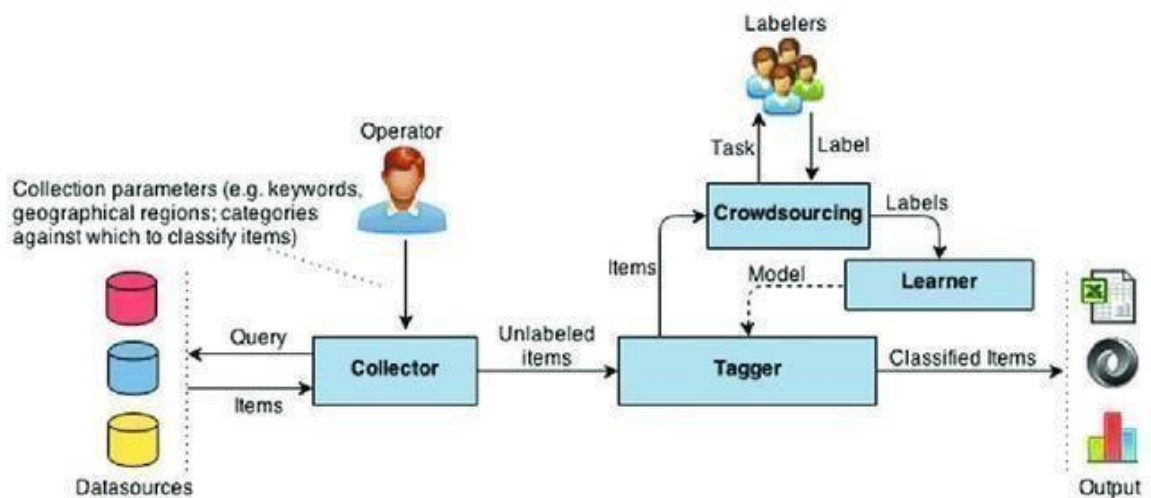 Labelers
Operator
Task
Label
Collection parameters (e.g. keywords,
geographical regions; categories
against which to classify items)
Crowdsourcing
Labels
Items
Model
Learner
Query
Collector
Unlabeled
items
Tagger
Classified Items
Items
Datasources
Output